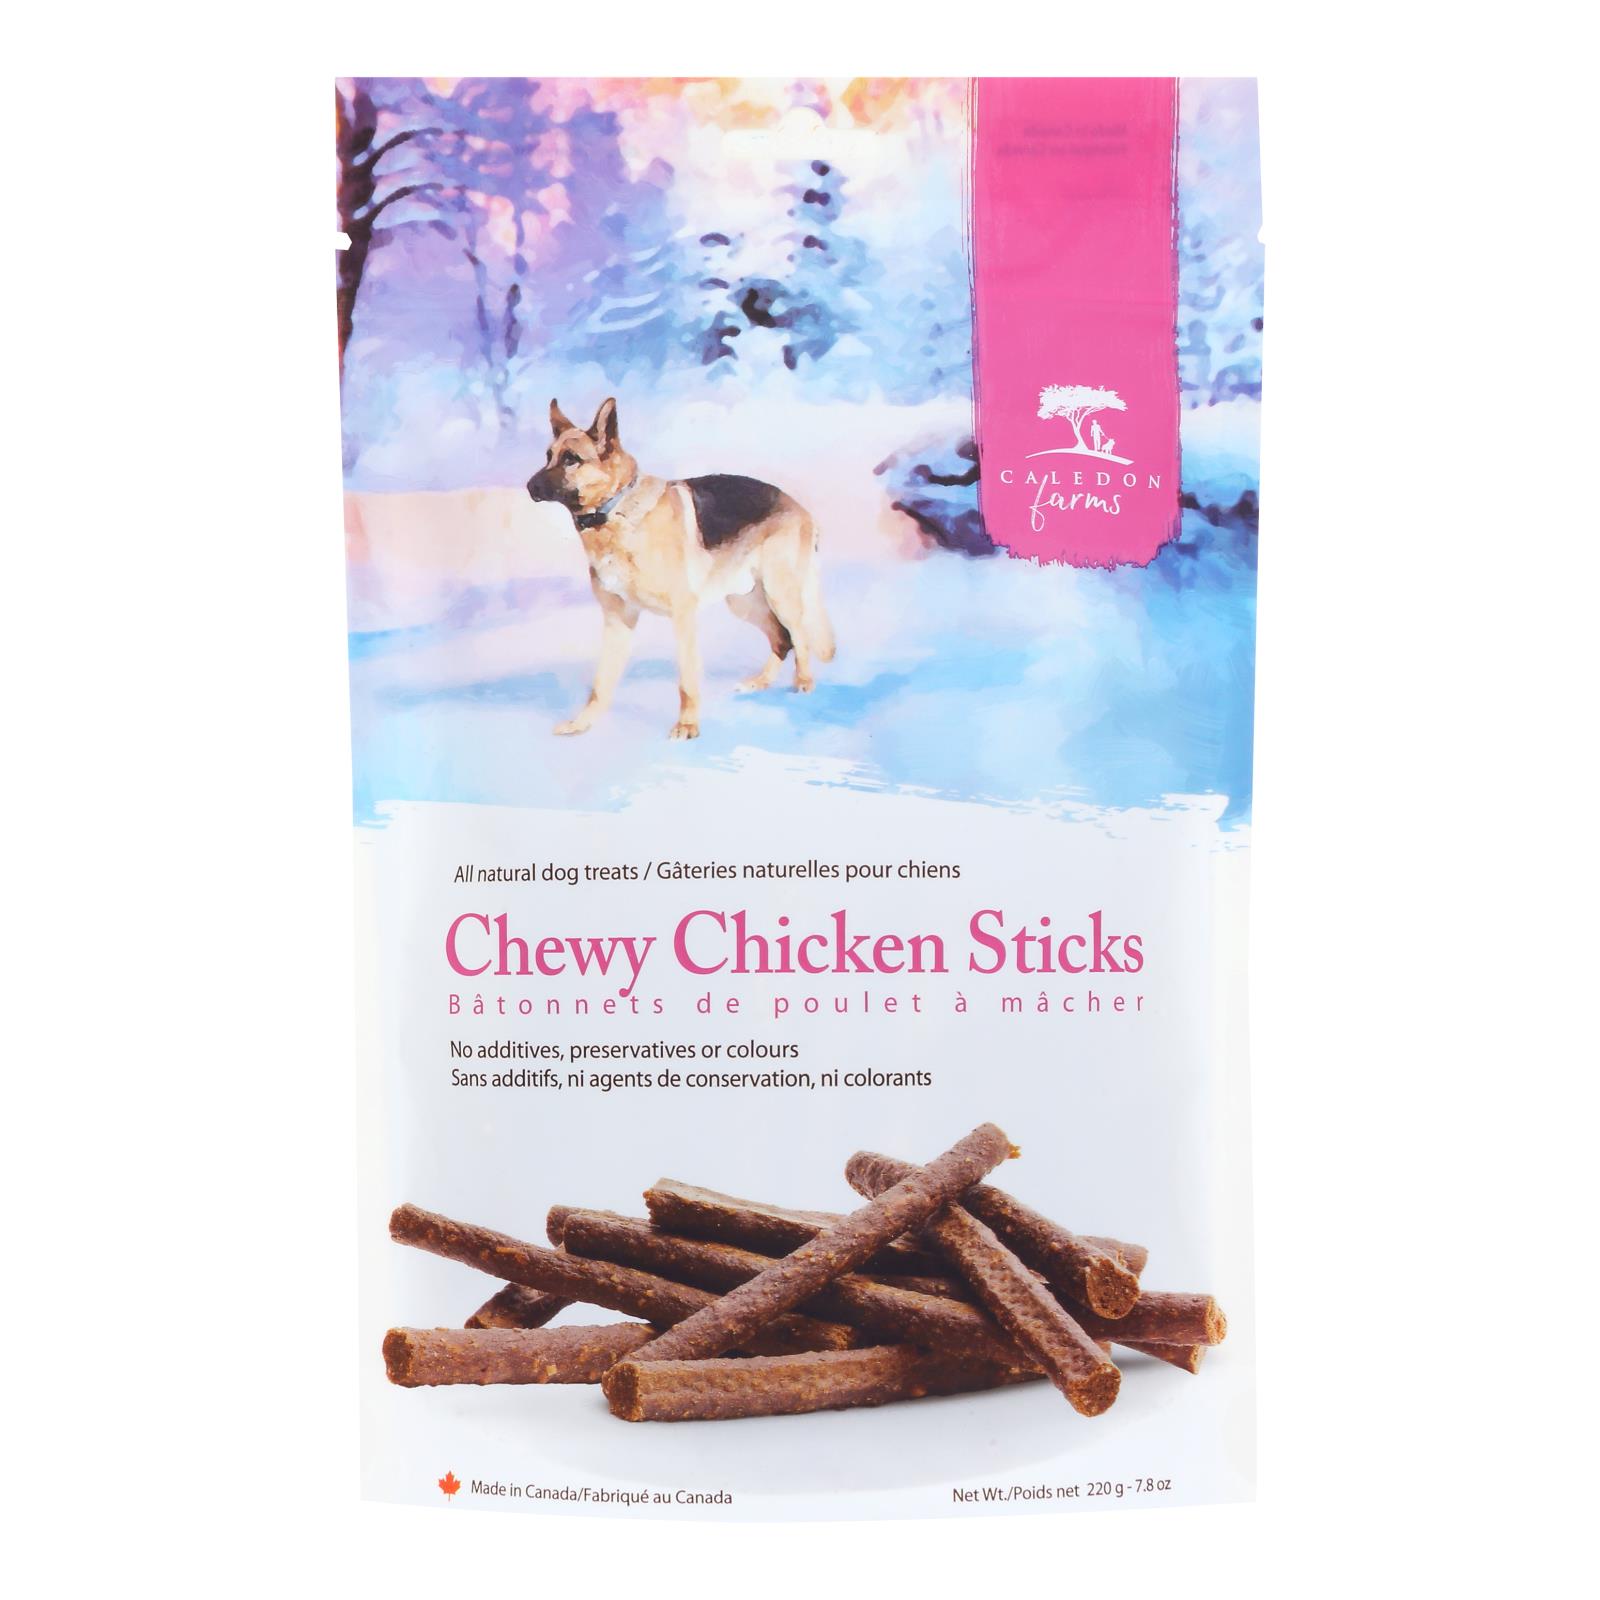 CALEDON
farms
All natural dog treats / Gâteries naturelles pour chiens
Chewy Chicken Sticks
Bâtonnets de poulet à mâcher
No additives, preservatives or colours
Sans additifs, ni agents de conservation, ni colorants
Made in Canada/Fabriqué au Canada
Net Wt./Poids net 220 g - 7.8 oz